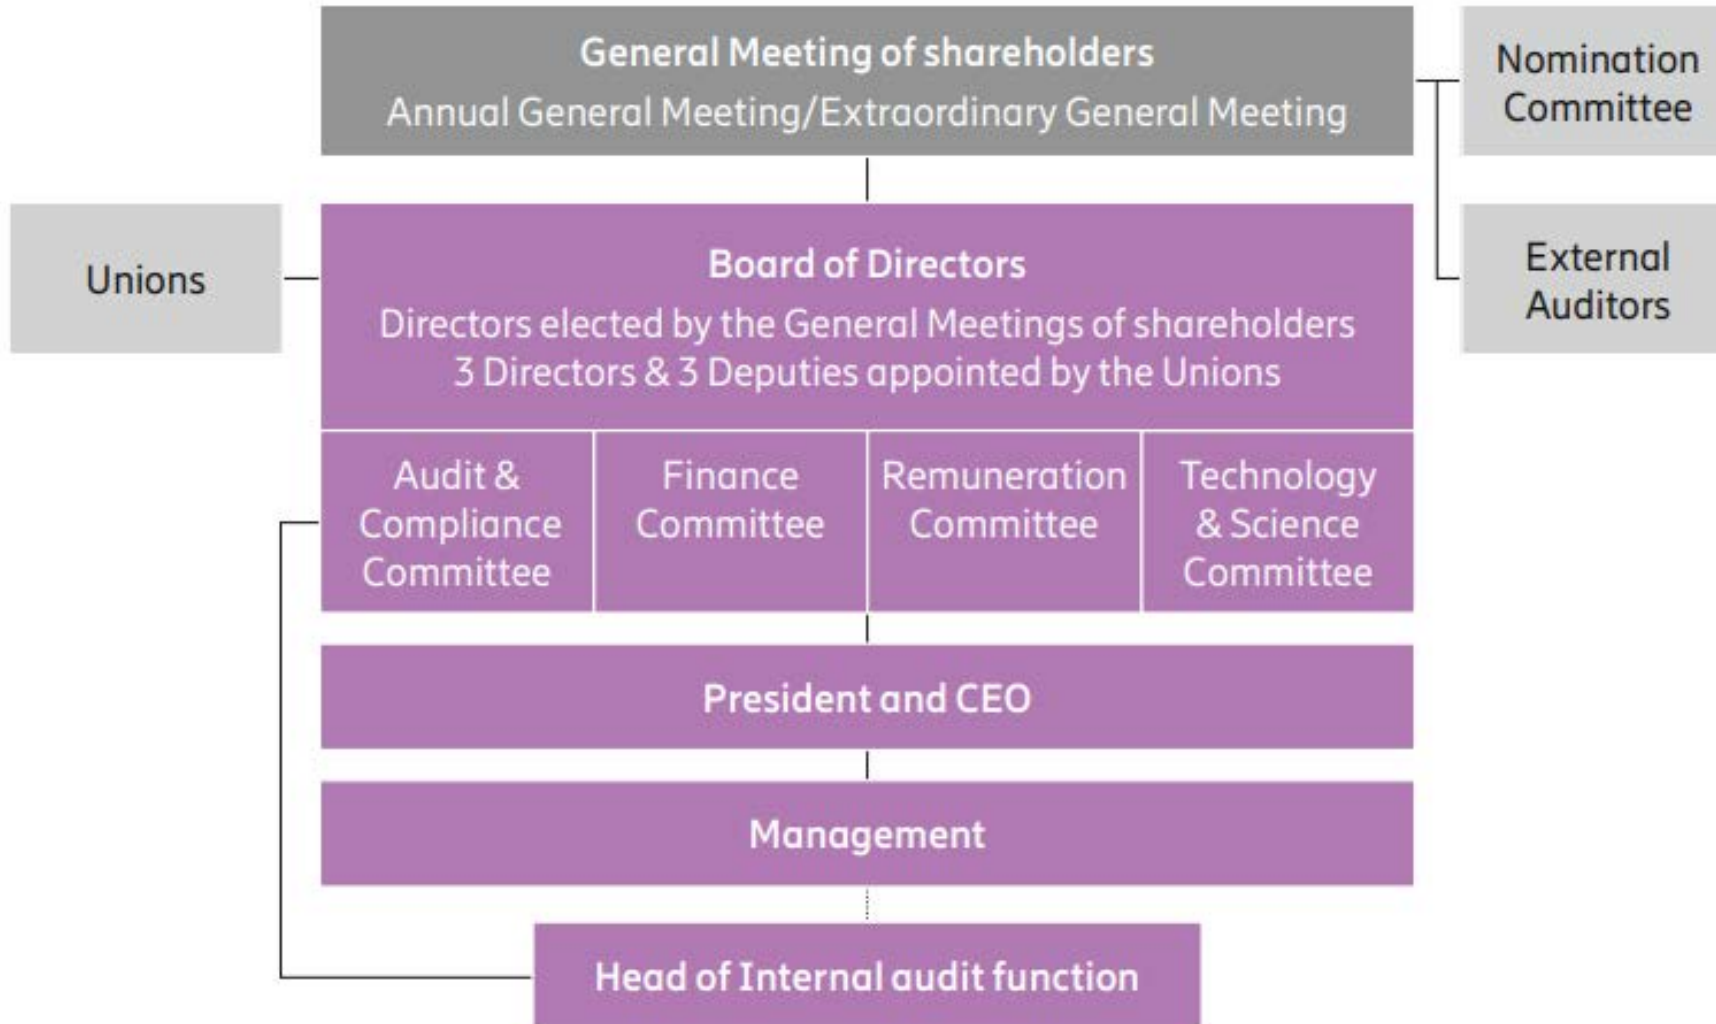 General Meeting of shareholders
Annual General Meeting/Extraordinary General Meeting
Nomination
Committee
External
Auditors
Unions
Board of Directors
Directors elected by the General Meetings of shareholders
3 Directors & 3 Deputies appointed by the Unions
Audit &
Compliance
Committee
Finance
Committee
Remuneration
Committee
Technology
& Science
Committee
President and CEO
Management
Head of Internal audit function